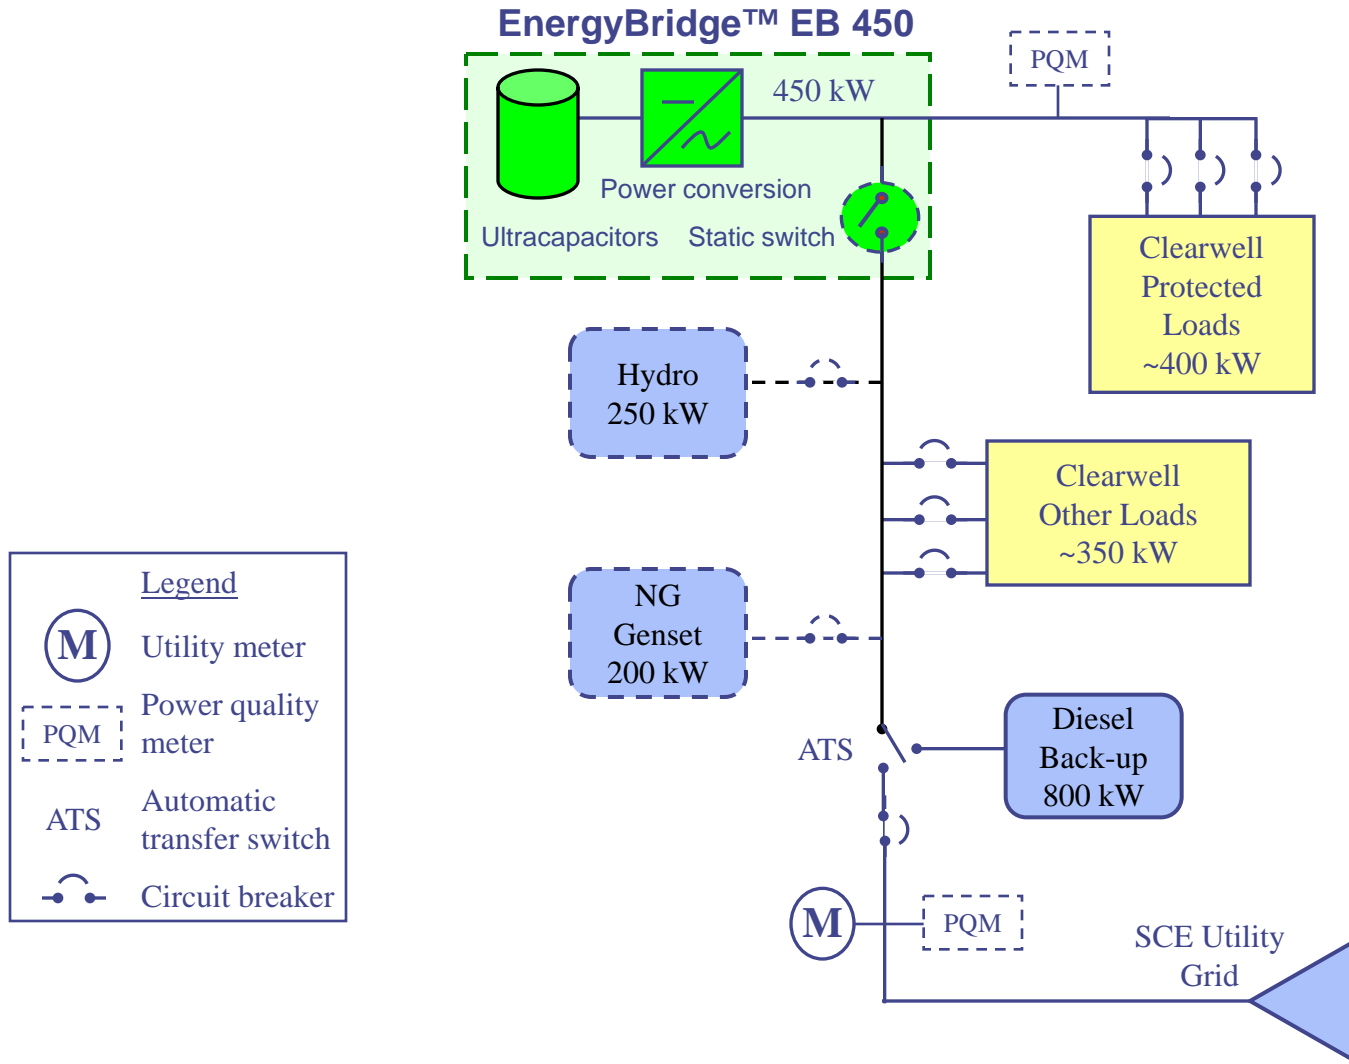 EnergyBridge™ EB 450
PQM
450 kW
Power conversion
Ultracapacitors
Static switch
Clearwell
Protected
Loads
~400 kW
Hydro
250 kW
Clearwell
Other Loads
~350 kW
NG
Genset
200 kW
ATS
Diesel
Back-up
800 kW
M
PQM
SCE Utility
Grid
Legend
M
Utility meter
PQM
Power quality
meter
ATS
Automatic
transfer switch
Circuit breaker